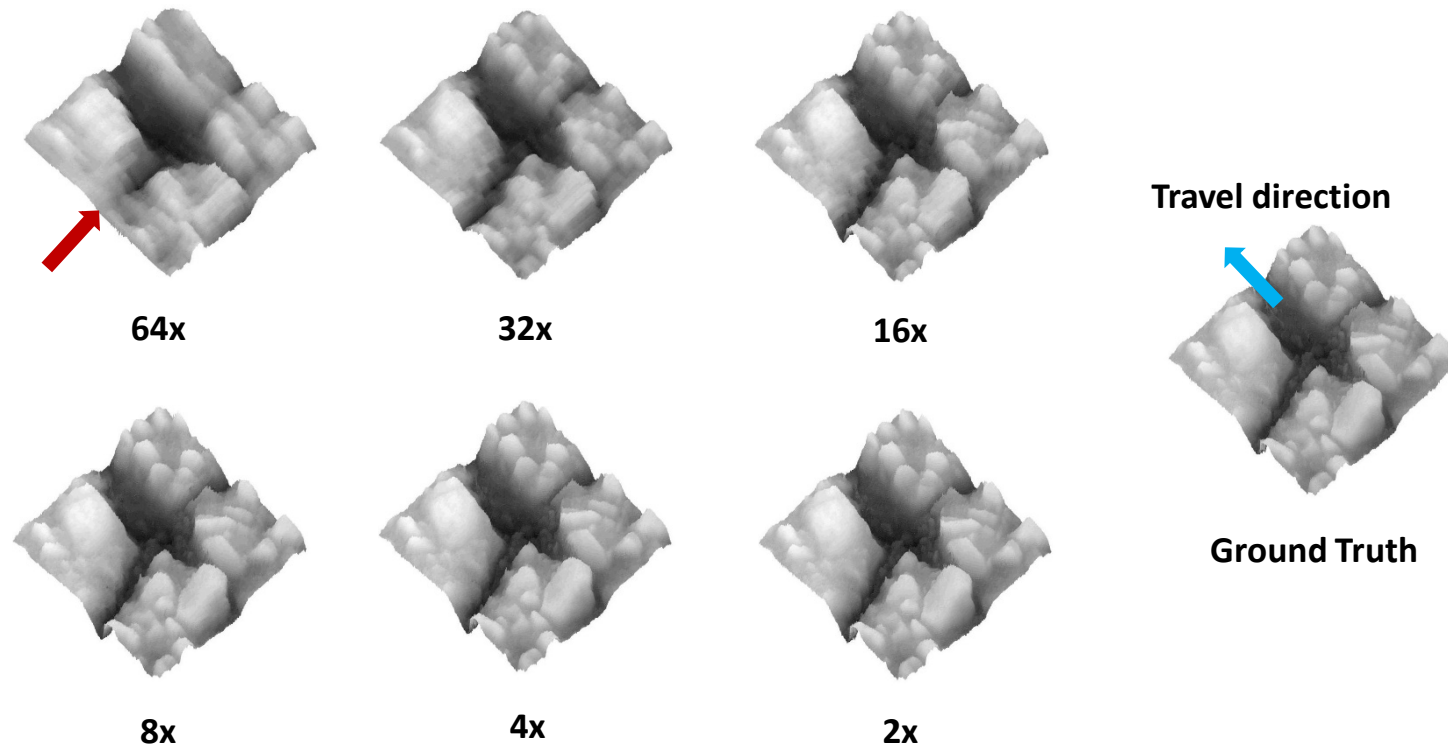 64x
32x
16x
Travel direction
8x
4x
2x
Ground Truth